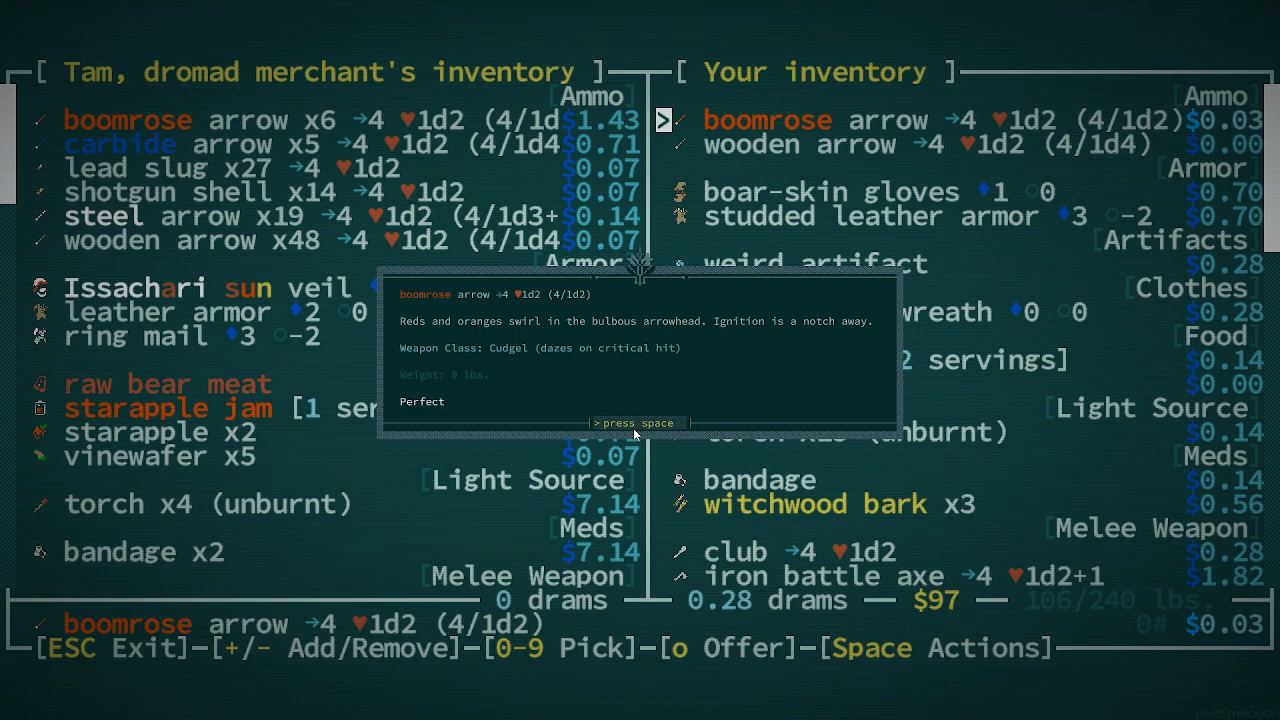 [ Tam, dromad merchant's inventory ]
[Ammo]
boomrose arrow x6 →4 ♥1d2 (4/1d $1.43
carbide arrow x5 →4 ♥1d2 (4/1d4 $0.71
lead slug x27 →4 ♥1d2 $0.07
shotgun shell x14 →4 ♥1d2 $0.07
steel arrow x19 →4 ♥1d2 (4/1d3+ $0.14
wooden arrow x48 →4 ♥1d2 (4/1d4 $0.07
[Armor]
Issachari sun veil
leather armor ♦2 ○0
ring mail ♦3 ○-2
raw bear meat
starapple jam [1 ser
starapple x2
vinewafer x5 $0.07
[Light Source]
torch x4 (unburnt) $7.14
[Meds]
bandage x2 $7.14
[Melee Weapon]
0 drams
[ Your inventory ]
[Ammo]
> boomrose arrow →4 ♥1d2 (4/1d2) $0.03
wooden arrow →4 ♥1d2 (4/1d4) $0.00
[Armor]
boar-skin gloves ♦1 ○0 $0.70
studded leather armor ♦3 ○-2 $0.70
[Artifacts]
weird artifact $0.28
[Clothes]
wreath ♦0 ○0 $0.28
[Food]
2 servings] $0.14
$0.00
[Light Source]
(unburnt) $0.14
[Meds]
bandage $0.14
witchwood bark x3 $0.56
[Melee Weapon]
club →4 ♥1d2 $0.28
iron battle axe →4 ♥1d2+1 $1.82
0.28 drams — $97 — 106/240 lbs.
boomrose arrow →4 ♥1d2 (4/1d2)
Reds and oranges swirl in the bulbous arrowhead. Ignition is a notch away.
Weapon Class: Cudgel (dazes on critical hit)
Weight: 0 lbs.
Perfect
> press space
boomrose arrow →4 ♥1d2 (4/1d2) 0# $0.03
[ESC Exit]—[+/- Add/Remove]—[0-9 Pick]—[o Offer]—[Space Actions]